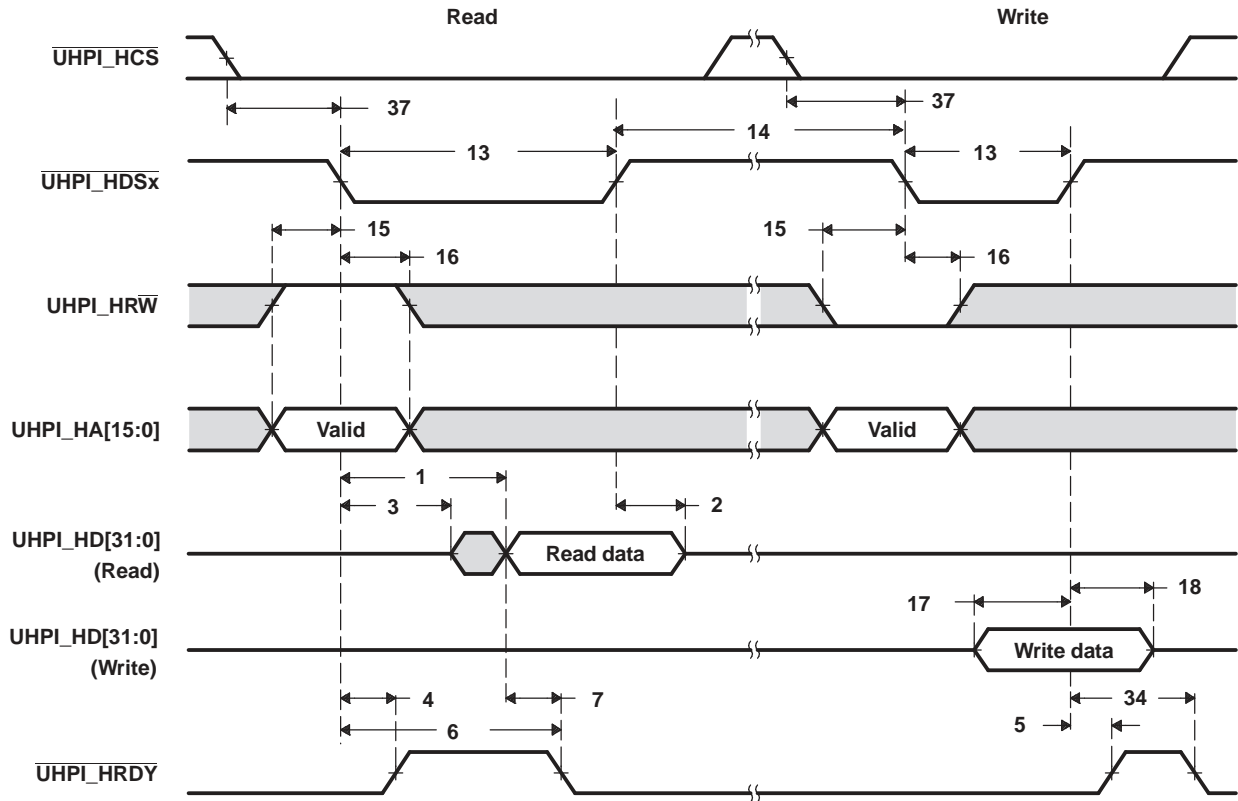 Read
Write
UHPI_HCS
37
37
14
13
13
UHPI_HDSx
15
15
16
16
UHPI_HRW
UHPI_HA[15:0]
Valid
Valid
1
3
2
UHPI_HD[31:0]
(Read)
Read data
17
18
UHPI_HD[31:0]
(Write)
Write data
4
7
34
6
5
UHPI_HRDY